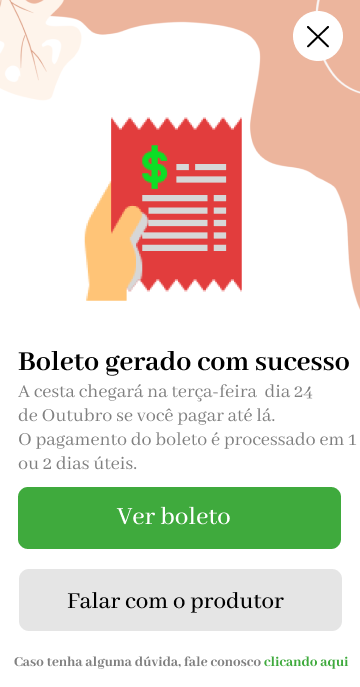 $
Boleto gerado com sucesso
A cesta chegará na terça-feira dia 24
de Outubro se você pagar até lá.
O pagamento do boleto é processado em 1
ou 2 dias úteis.
Ver boleto
Falar com o produtor
Caso tenha alguma dúvida, fale conosco clicando aqui